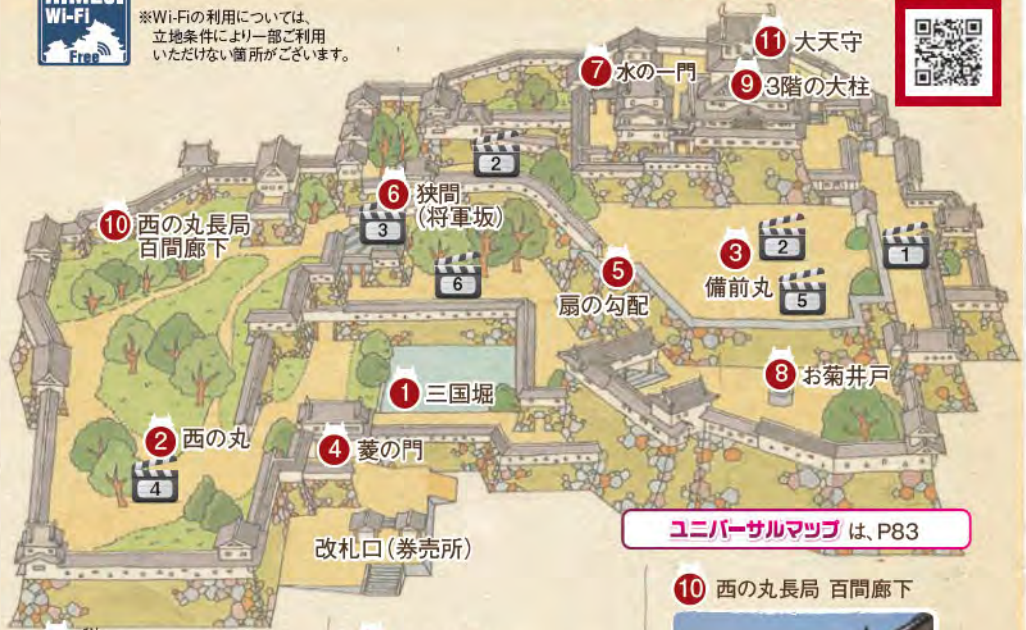 Wi-Fi
Free
※Wi-Fiの利用については、
立地条件により一部ご利用
いただけない箇所がございます。
11 大天守
7 水の一門
9 3階の大柱
2
6 狭間
(将軍坂)
3
10 西の丸長局
百間廊下
6
5
扇の勾配
3
備前丸
2
5
1
8 お菊井戸
1 三国堀
2 西の丸
4
4 菱の門
改札口(券売所)
ユニバーサルマップ は、P83
10 西の丸長局 百間廊下